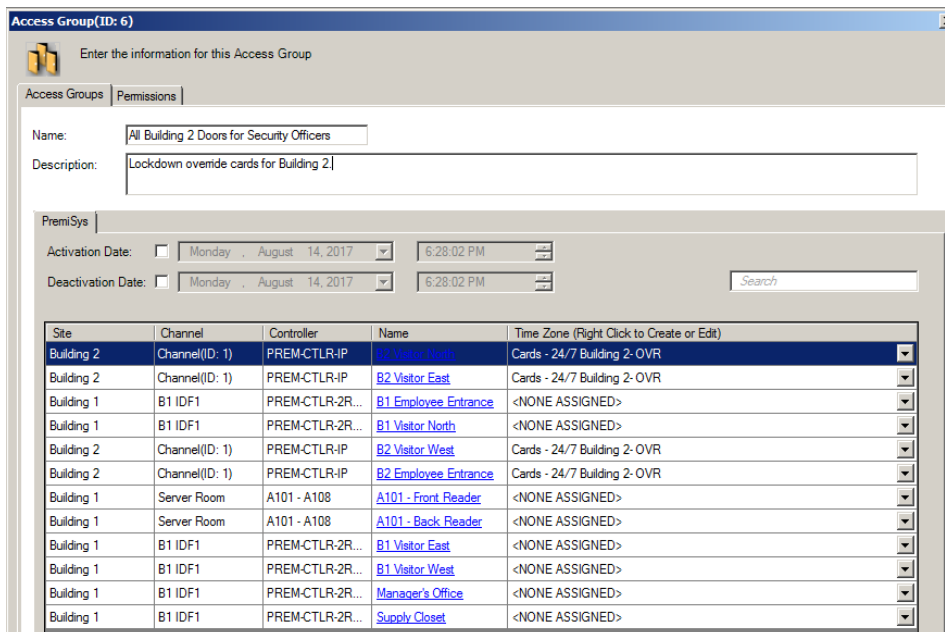 Access Group(ID: 6)
Enter the information for this Access Group
Access Groups Permissions
Name: All Building 2 Doors for Security Officers
Description: Lockdown override cards for Building 2.
PremiSys
Activation Date: Monday , August 14, 2017 6:28:02 PM
Deactivation Date: Monday , August 14, 2017 6:28:02 PM Search
Site Channel Controller Name Time Zone (Right Click to Create or Edit)
Building 2 Channel(ID: 1) PREM-CTLR-IP B2 Visitor North Cards - 24/7 Building 2- OVR
Building 2 Channel(ID: 1) PREM-CTLR-IP B2 Visitor East Cards - 24/7 Building 2- OVR
Building 1 B1 IDF1 PREM-CTLR-2R... B1 Employee Entrance <NONE ASSIGNED>
Building 1 B1 IDF1 PREM-CTLR-2R... B1 Visitor North <NONE ASSIGNED>
Building 2 Channel(ID: 1) PREM-CTLR-IP B2 Visitor West Cards - 24/7 Building 2- OVR
Building 2 Channel(ID: 1) PREM-CTLR-IP B2 Employee Entrance Cards - 24/7 Building 2- OVR
Building 1 Server Room A101 - A108 A101 - Front Reader <NONE ASSIGNED>
Building 1 Server Room A101 - A108 A101 - Back Reader <NONE ASSIGNED>
Building 1 B1 IDF1 PREM-CTLR-2R... B1 Visitor East <NONE ASSIGNED>
Building 1 B1 IDF1 PREM-CTLR-2R... B1 Visitor West <NONE ASSIGNED>
Building 1 B1 IDF1 PREM-CTLR-2R... Manager's Office <NONE ASSIGNED>
Building 1 B1 IDF1 PREM-CTLR-2R... Supply Closet <NONE ASSIGNED>